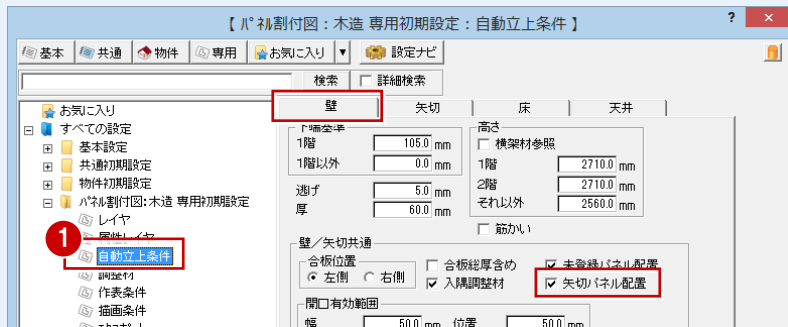 【 パネル割付図：木造 専用初期設定：自動立上条件 】 ? ×
基本 共通 物件 専用 お気に入り ▼ 設定ナビ
検索 詳細検索
お気に入り
すべての設定
基本設定
共通初期設定
物件初期設定
パネル割付図:木造 専用初期設定
レイヤ
属性レイヤ
1
自動立上条件
調整材
作表条件
描画条件
壁 矢切 床 天井
下端基準
1階 105.0 mm
1階以外 0.0 mm
逃げ 5.0 mm
厚 60.0 mm
高さ
横架材参照
1階 2710.0 mm
2階 2710.0 mm
それ以外 2560.0 mm
筋かい
壁／矢切共通
合板位置
左側 右側
合板総厚含め 未登録パネル配置
入隅調整材 矢切パネル配置
開口有効範囲
幅 50.0 mm 位置 50.0 mm